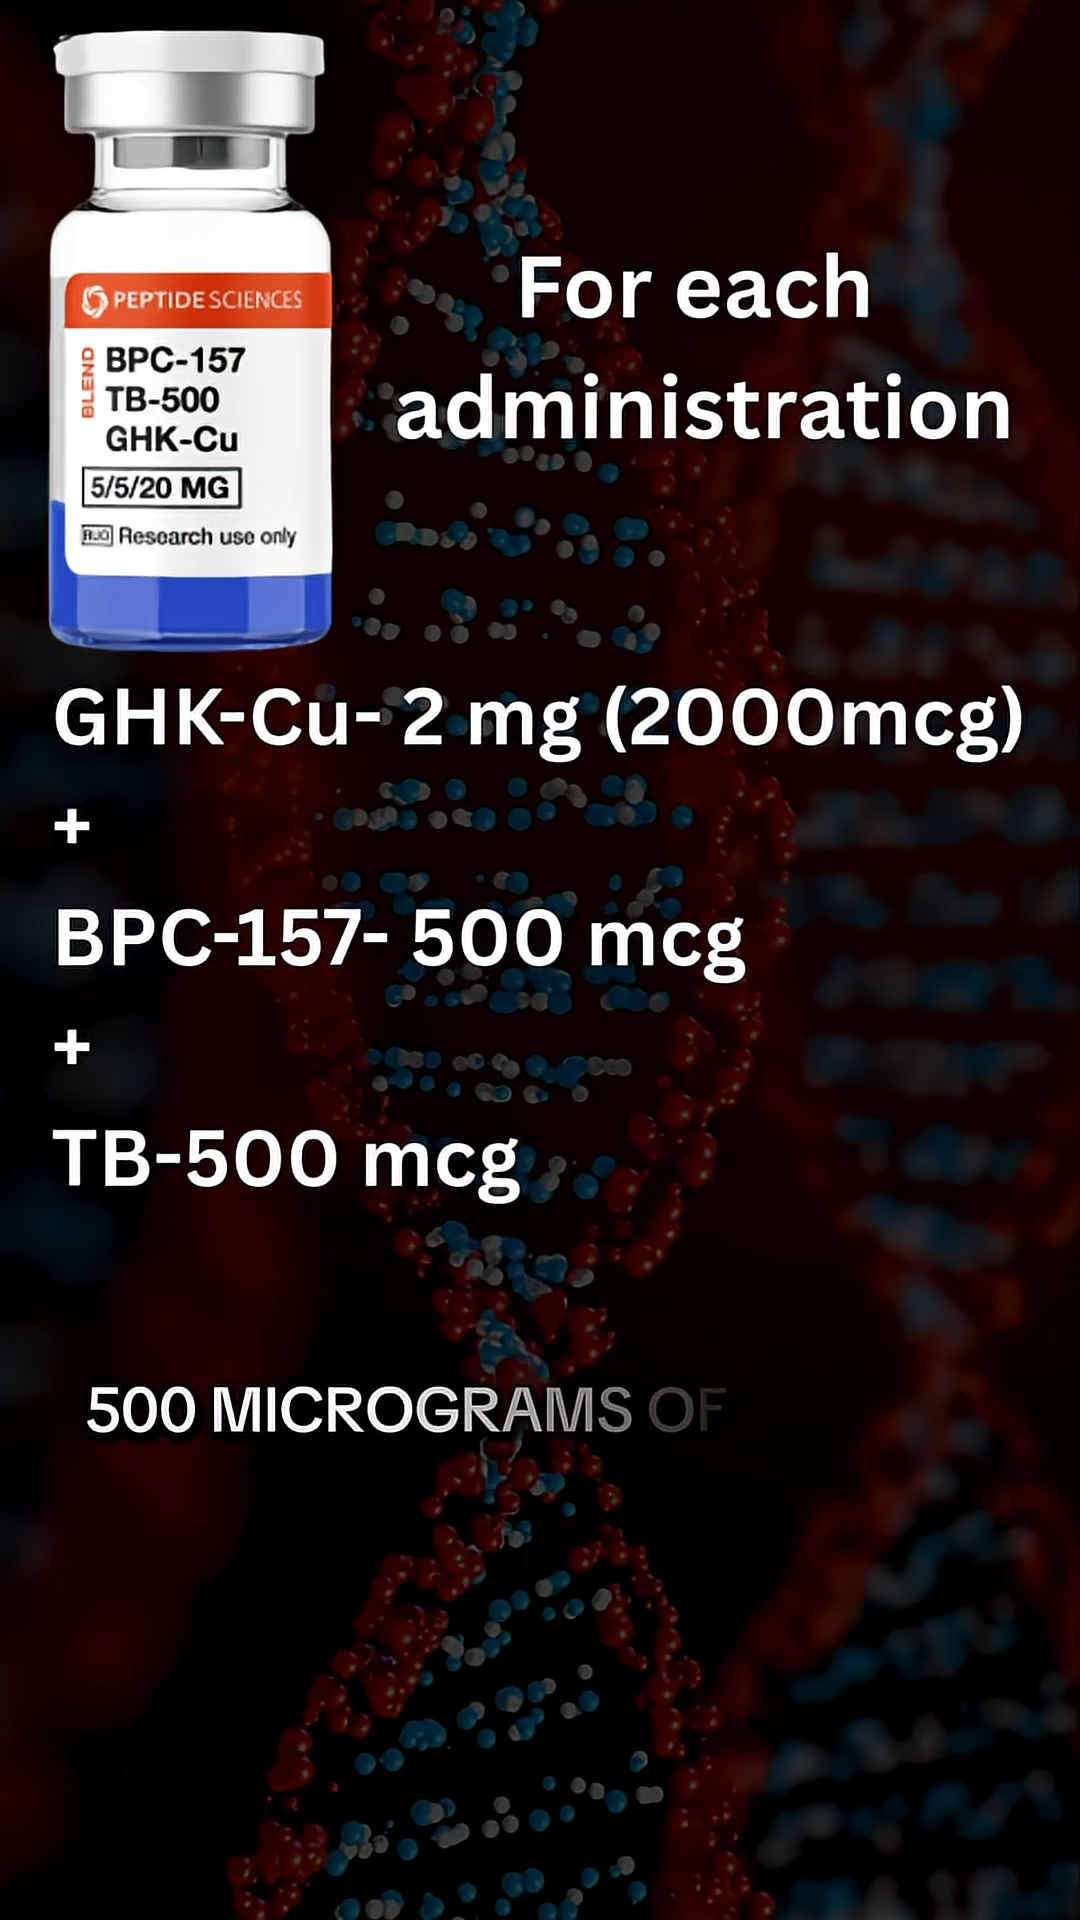 PEPTIDE SCIENCES
BLEND
BPC-157
TB-500
GHK-Cu
5/5/20 MG
RUO Research use only
For each
administration
GHK-Cu- 2 mg (2000mcg)
+
BPC-157- 500 mcg
+
TB-500 mcg
500 MICROGRAMS OF